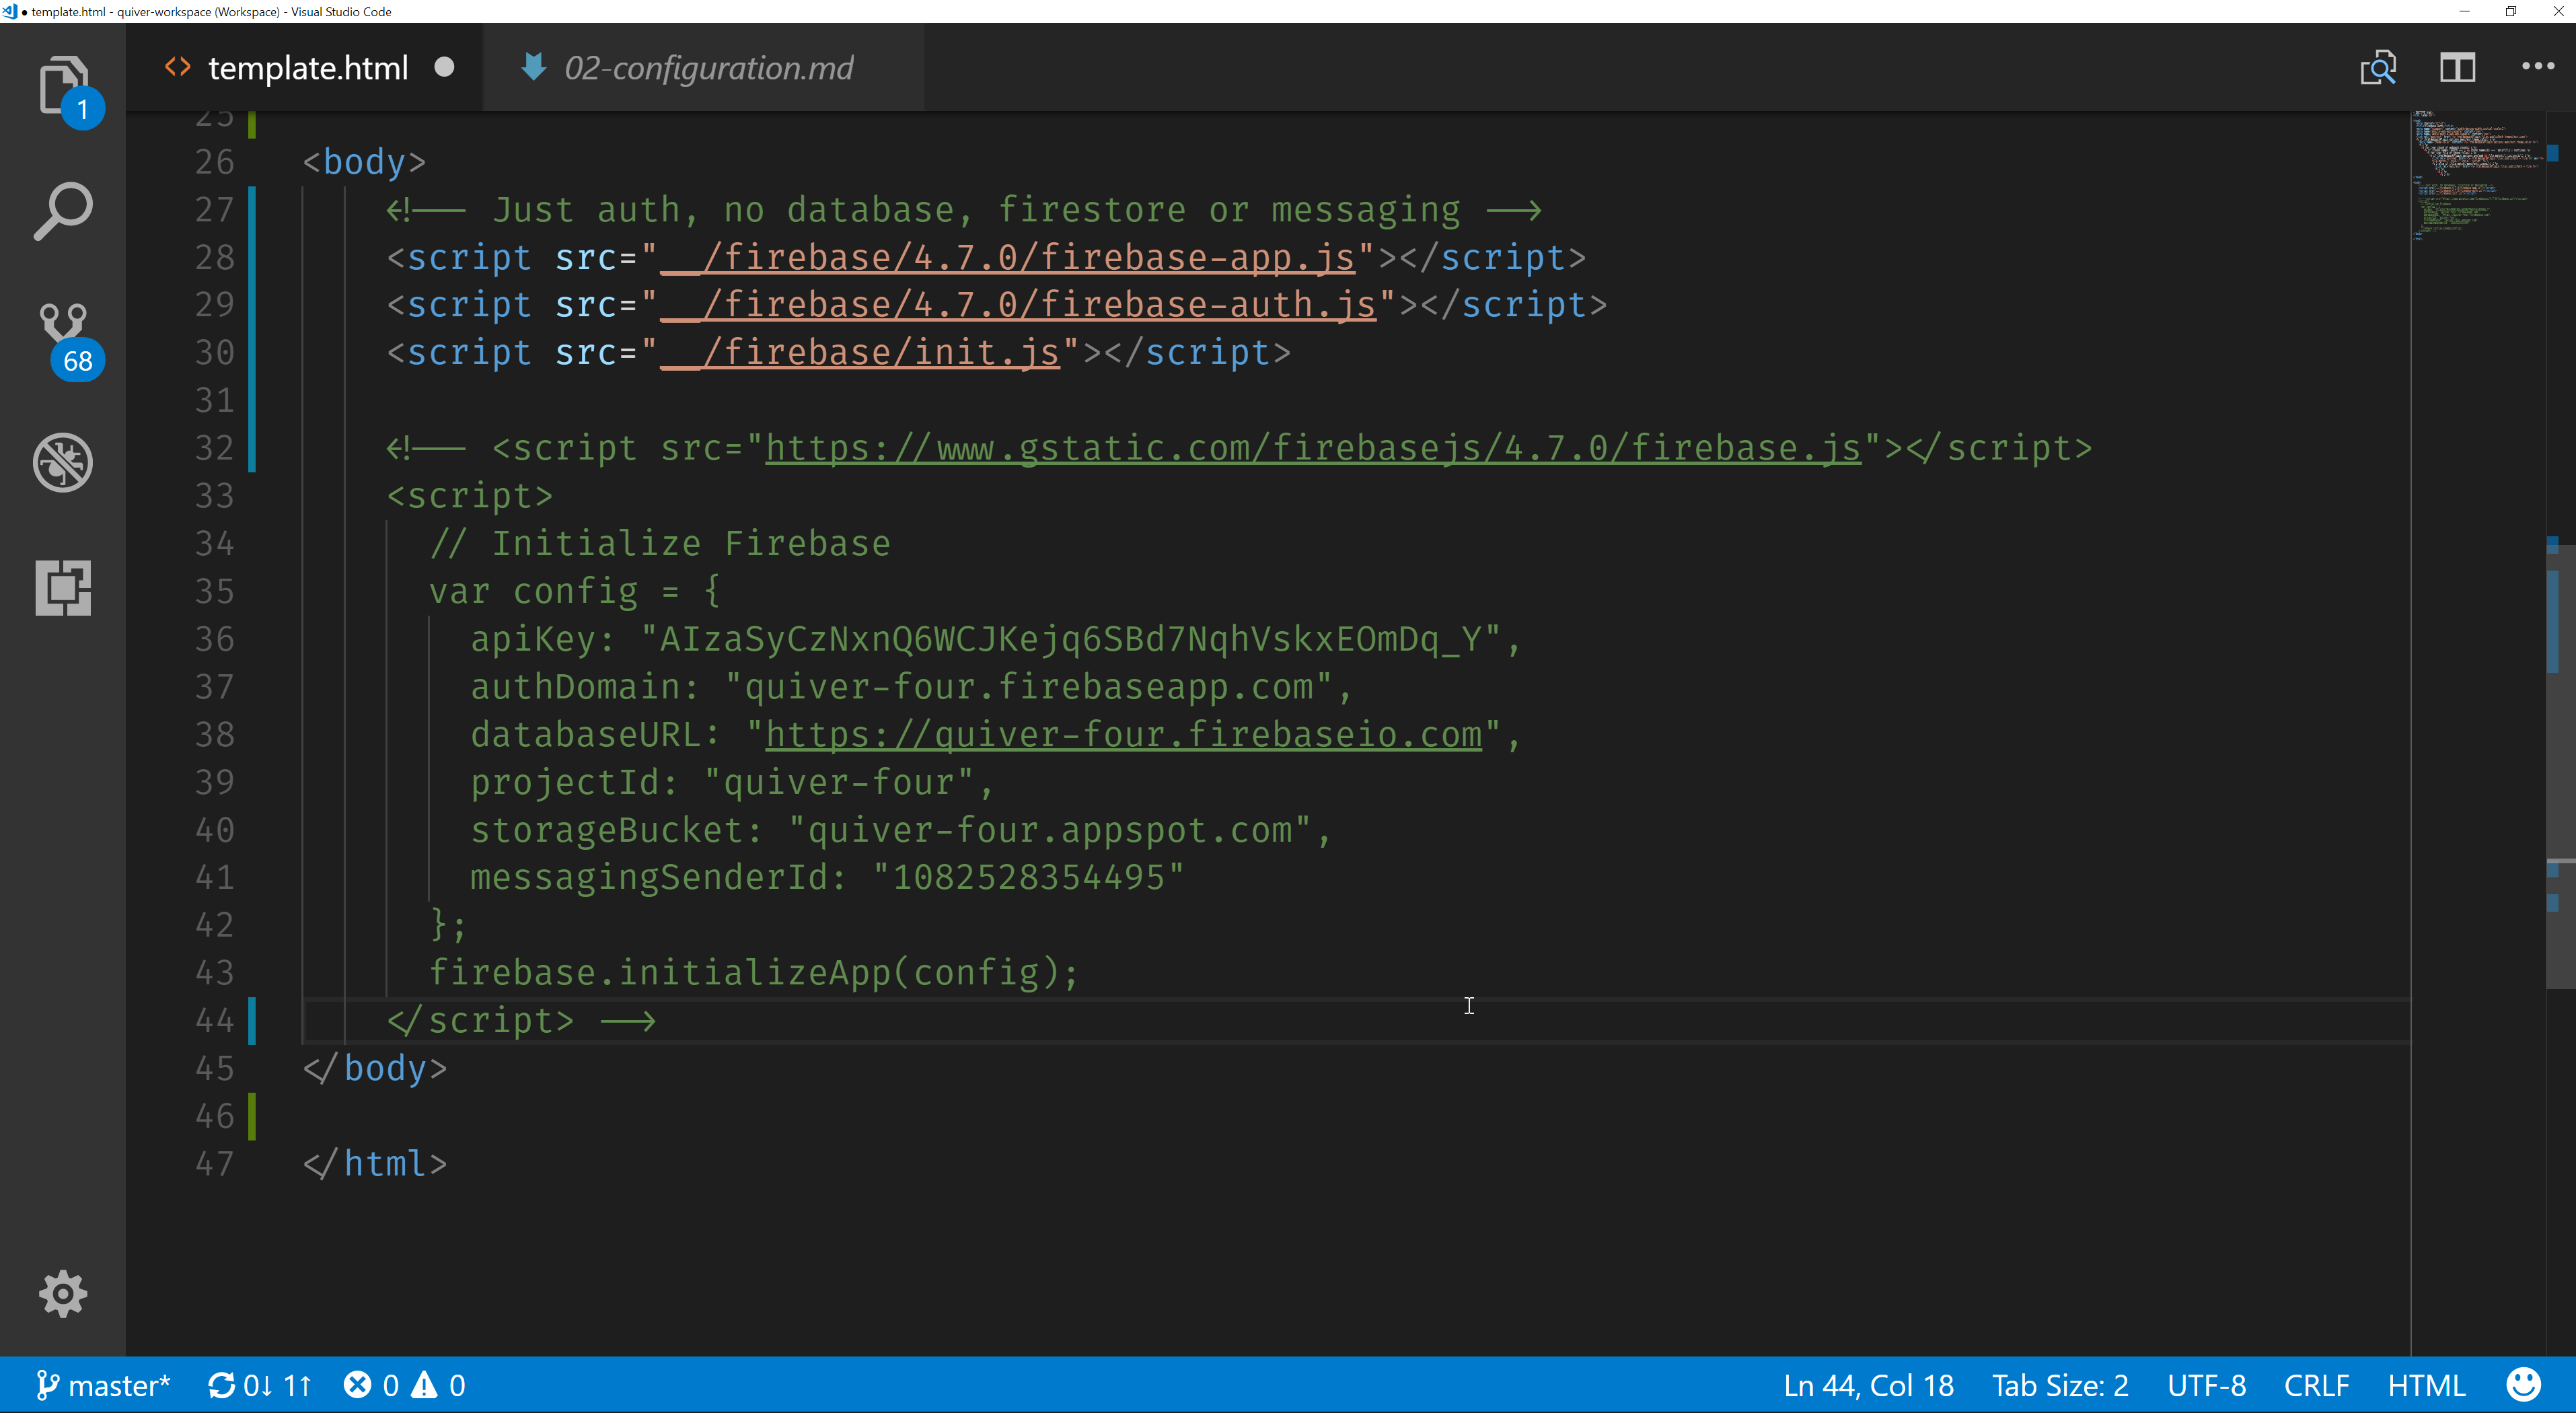 template.html - quiver-workspace (Workspace) - Visual Studio Code
template.html
02-configuration.md
1
68
25
26 <body>
27 <!-- Just auth, no database, firestore or messaging -->
28 <script src="__/firebase/4.7.0/firebase-app.js"></script>
29 <script src="__/firebase/4.7.0/firebase-auth.js"></script>
30 <script src="__/firebase/init.js"></script>
31
32 <!-- <script src="https://www.gstatic.com/firebasejs/4.7.0/firebase.js"></script>
33 <script>
34 // Initialize Firebase
35 var config = {
36 apiKey: "AIzaSyCzNxnQ6WCJKejq6SBd7NqhVskxEOmDq_Y",
37 authDomain: "quiver-four.firebaseapp.com",
38 databaseURL: "https://quiver-four.firebaseio.com",
39 projectId: "quiver-four",
40 storageBucket: "quiver-four.appspot.com",
41 messagingSenderId: "1082528354495"
42 };
43 firebase.initializeApp(config);
44 </script> -->
45 </body>
46
47 </html>
master* 0↓ 1↑ 0 0 Ln 44, Col 18 Tab Size: 2 UTF-8 CRLF HTML